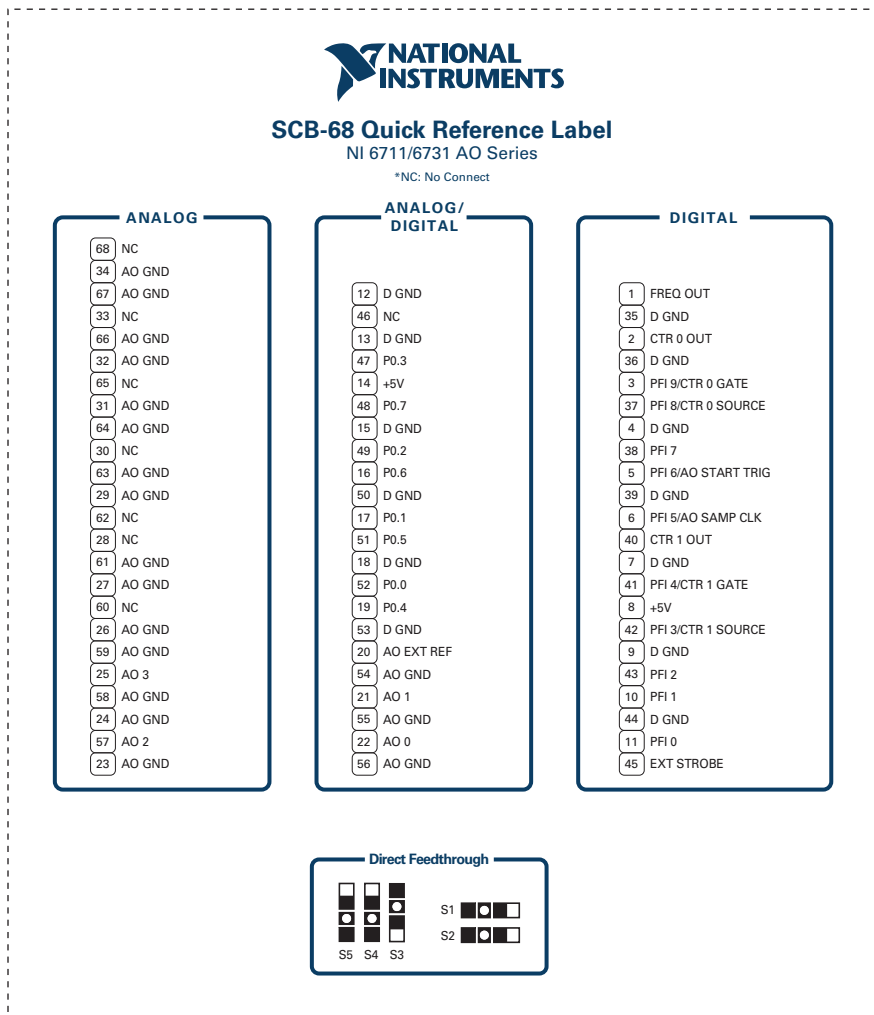 NATIONAL
INSTRUMENTS
SCB-68 Quick Reference Label
NI 6711/6731 AO Series
*NC: No Connect
ANALOG
68 NC
34 AO GND
67 AO GND
33 NC
66 AO GND
32 AO GND
65 NC
31 AO GND
64 AO GND
30 NC
63 AO GND
29 AO GND
62 NC
28 NC
61 AO GND
27 AO GND
60 NC
26 AO GND
59 AO GND
25 AO 3
58 AO GND
24 AO GND
57 AO 2
23 AO GND
ANALOG/
DIGITAL
12 D GND
46 NC
13 D GND
47 P0.3
14 +5V
48 P0.7
15 D GND
49 P0.2
16 P0.6
50 D GND
17 P0.1
51 P0.5
18 D GND
52 P0.0
19 P0.4
53 D GND
20 AO EXT REF
54 AO GND
21 AO 1
55 AO GND
22 AO 0
56 AO GND
DIGITAL
1 FREQ OUT
35 D GND
2 CTR 0 OUT
36 D GND
3 PFI 9/CTR 0 GATE
37 PFI 8/CTR 0 SOURCE
4 D GND
38 PFI 7
5 PFI 6/AO START TRIG
39 D GND
6 PFI 5/AO SAMP CLK
40 CTR 1 OUT
7 D GND
41 PFI 4/CTR 1 GATE
8 +5V
42 PFI 3/CTR 1 SOURCE
9 D GND
43 PFI 2
10 PFI 1
44 D GND
11 PFI 0
45 EXT STROBE
Direct Feedthrough
S5 S4 S3
S1
S2